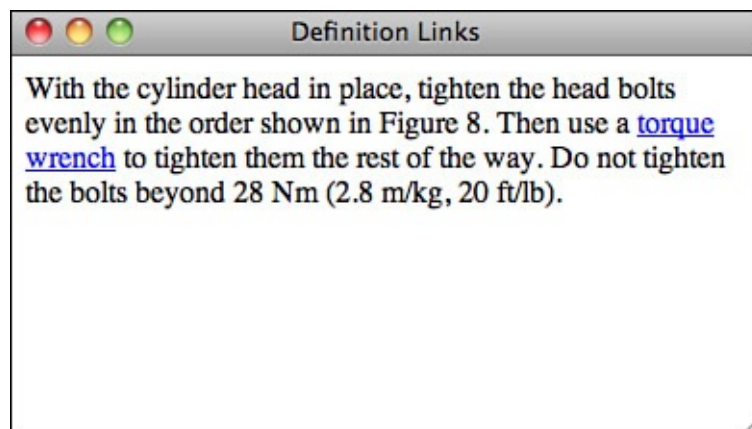 Definition Links
With the cylinder head in place, tighten the head bolts
evenly in the order shown in Figure 8. Then use a torque
wrench to tighten them the rest of the way. Do not tighten
the bolts beyond 28 Nm (2.8 m/kg, 20 ft/lb).